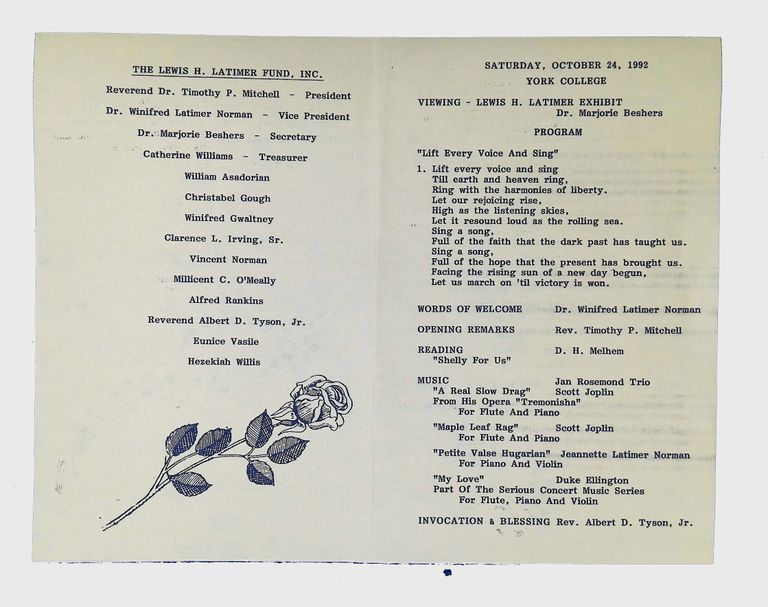 THE LEWIS H. LATIMER FUND, INC.
Reverend Dr. Timothy P. Mitchell - President
Dr. Winifred Latimer Norman - Vice President
Dr. Marjorie Beshers - Secretary
Catherine Williams - Treasurer
William Asadorian
Christabel Gough
Winifred Gwaltney
Clarence L. Irving, Sr.
Vincent Norman
Millicent C. O'Meally
Alfred Rankins
Reverend Albert D. Tyson, Jr.
Eunice Vasile
Hezekiah Willis
SATURDAY, OCTOBER 24, 1992
YORK COLLEGE
VIEWING - LEWIS H. LATIMER EXHIBIT
Dr. Marjorie Beshers
PROGRAM
"Lift Every Voice And Sing"
1. Lift every voice and sing
Till earth and heaven ring,
Ring with the harmonies of liberty.
Let our rejoicing rise,
High as the listening skies,
Let it resound loud as the rolling sea.
Sing a song,
Full of the faith that the dark past has taught us.
Sing a song,
Full of the hope that the present has brought us.
Facing the rising sun of a new day begun,
Let us march on 'til victory is won.
WORDS OF WELCOME Dr. Winifred Latimer Norman
OPENING REMARKS Rev. Timothy P. Mitchell
READING D. H. Melhem
"Shelly For Us"
MUSIC Jan Rosemond Trio
"A Real Slow Drag" Scott Joplin
From His Opera "Tremonisha"
For Flute And Piano
"Maple Leaf Rag" Scott Joplin
For Flute And Piano
"Petite Valse Hugarian" Jeannette Latimer Norman
For Piano And Violin
"My Love" Duke Ellington
Part Of The Serious Concert Music Series
For Flute, Piano And Violin
INVOCATION & BLESSING Rev. Albert D. Tyson, Jr.